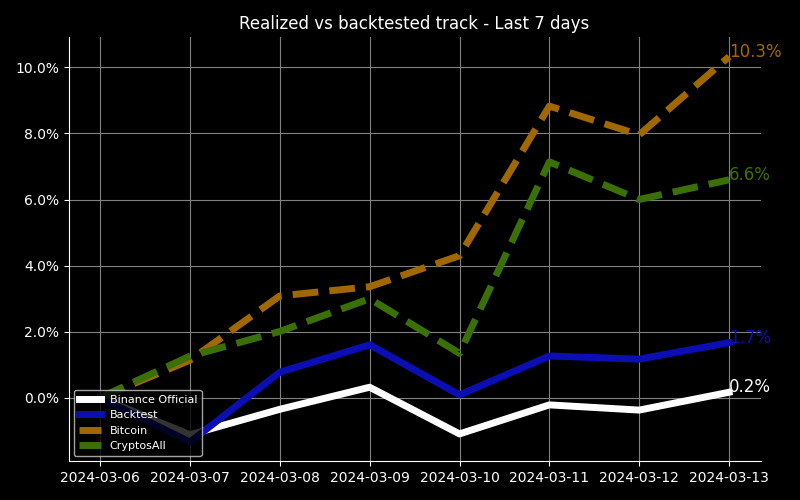 Realized vs backtested track - Last 7 days
10.3%
10.0%
8.0%
6.6%
6.0%
4.0%
2.0%
1.7%
0.2%
0.0%
Binance Official
Backtest
Bitcoin
CryptosAll
2024-03-06 2024-03-07 2024-03-08 2024-03-09 2024-03-10 2024-03-11 2024-03-12 2024-03-13